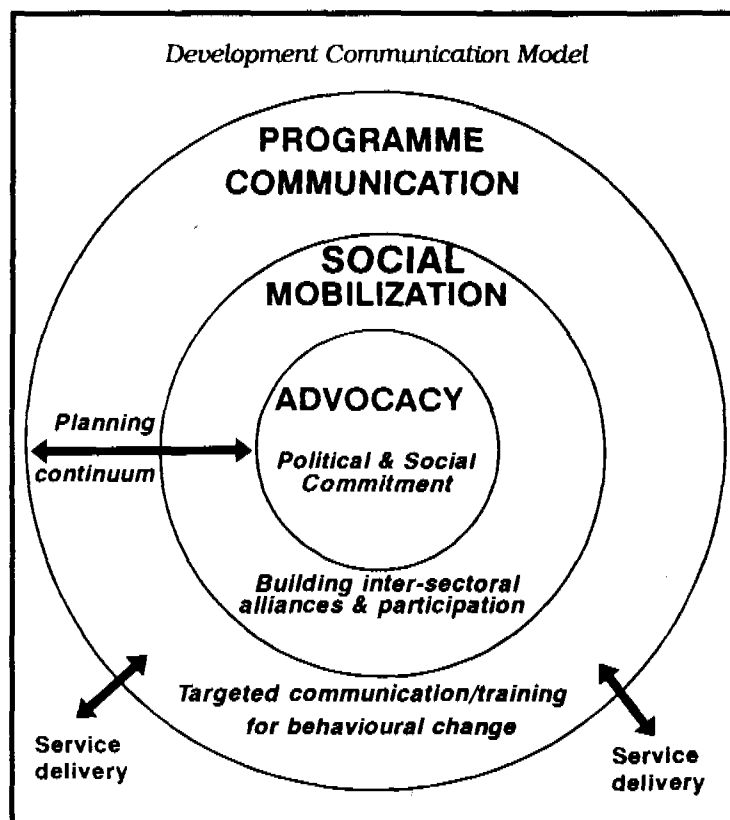 Development Communication Model
PROGRAMME
COMMUNICATION
SOCIAL
MOBILIZATION
ADVOCACY
Planning
continuum
Political & Social
Commitment
Building inter-sectoral
alliances & participation
Targeted communication/training
for behavioural change
Service
delivery
Service
delivery